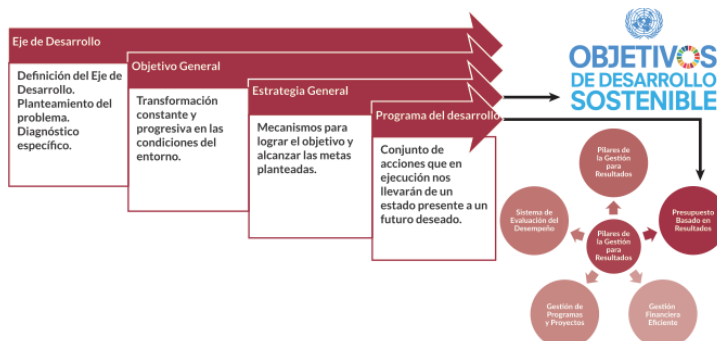 Eje de Desarrollo
Definición del Eje de
Desarrollo.
Planteamiento del
problema.
Diagnóstico
específico.
Objetivo General
Transformación
constante y
progresiva en las
condiciones del
entorno.
Estrategia General
Mecanismos para
lograr el objetivo y
alcanzar las metas
planteadas.
Programa del desarrollo
Conjunto de
acciones que en
ejecución nos
llevarán de un
estado presente a un
futuro deseado.
OBJETIVOS
DE DESARROLLO
SOSTENIBLE
Pilares de
la Gestión
para
Resultados
Sistema de
Evaluación del
Desempeño
Pilares de
la Gestión
para
Resultados
Presupuesto
Basado en
Resultados
Gestión de
Programas
y Proyectos
Gestión
Financiera
Eficiente